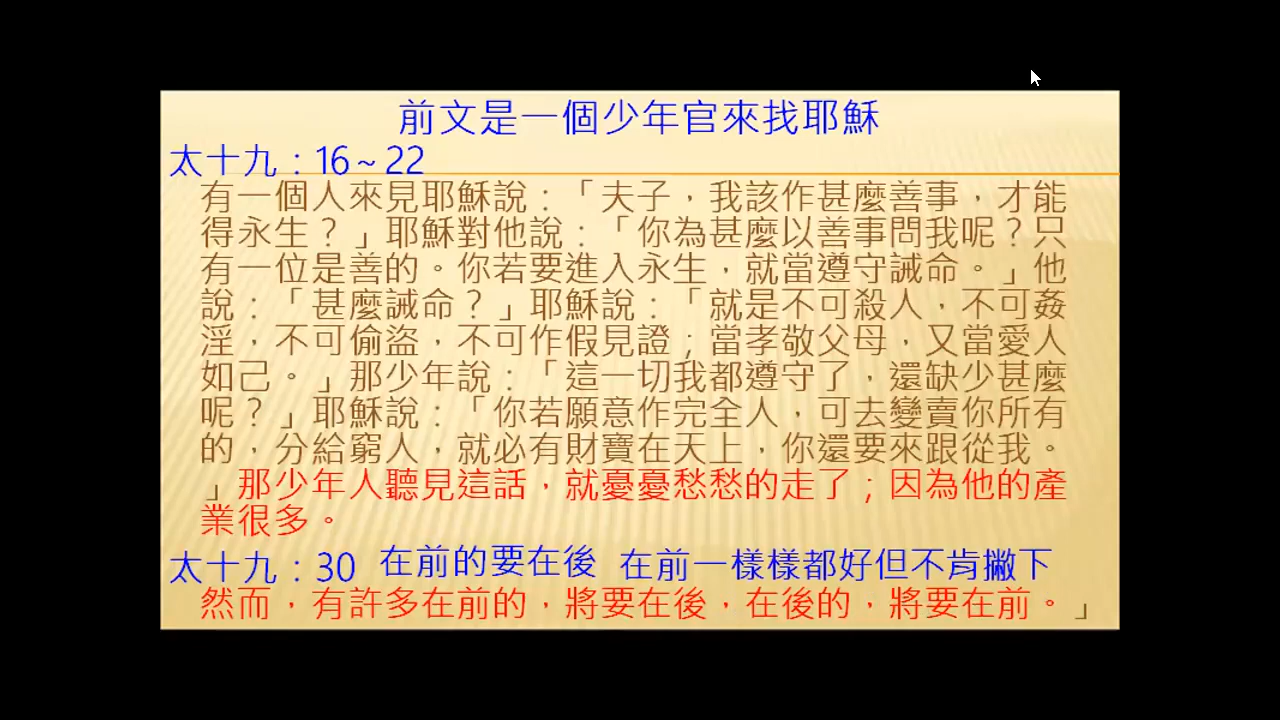 前文是一個少年官來找耶穌
太十九：16～22
有一個人來見耶穌說：「夫子，我該作甚麼善事，才能
得永生？」耶穌對他說：「你為甚麼以善事問我呢？只
有一位是善的。你若要進入永生，就當遵守誡命。」他
說：「甚麼誡命？」耶穌說：「就是不可殺人，不可姦
淫，不可偷盜，不可作假見證；當孝敬父母，又當愛人
如己。」那少年說：「這一切我都遵守了，還缺少甚麼
呢？」耶穌說：「你若願意作完全人，可去變賣你所有
的，分給窮人，就必有財寶在天上，你還要來跟從我。
」那少年人聽見這話，就憂憂愁愁的走了；因為他的產
業很多。
太十九：30 在前的要在後 在前一樣樣都好但不肯撇下
然而，有許多在前的，將要在後，在後的，將要在前。」